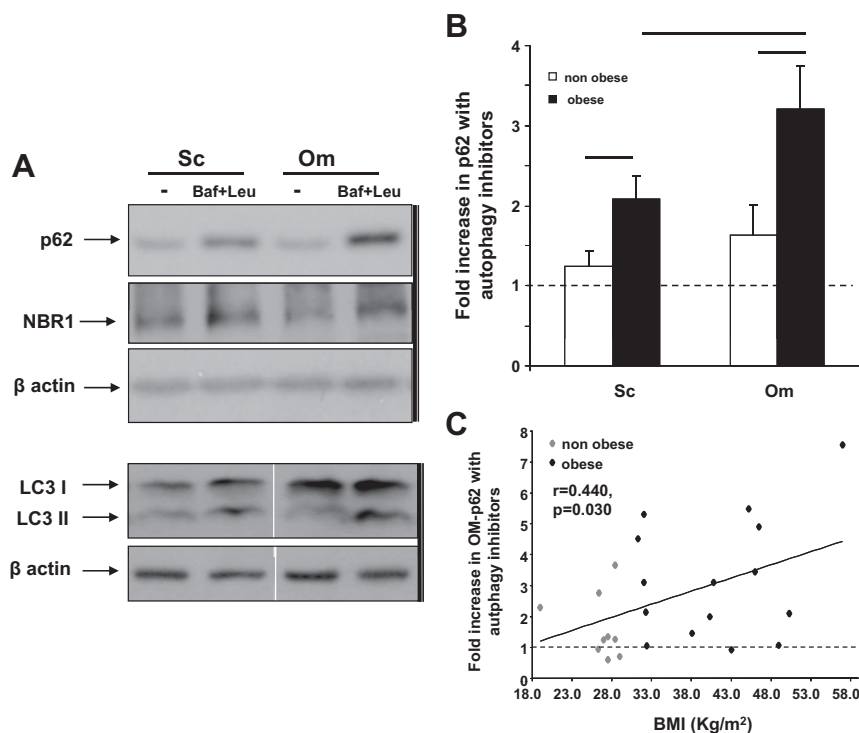 A
Sc Om
- Baf+Leu - Baf+Leu
p62
NBR1
β actin
LC3 I
LC3 II
β actin
B
Fold increase in p62 with
autophagy inhibitors
4
3
2
1
0
non obese
obese
Sc Om
C
Fold increase in OM-p62 with
autphagy inhibitors
8
7
6
5
4
3
2
1
0
non obese
obese
r=0.440,
p=0.030
18.0 23.0 28.0 33.0 38.0 43.0 48.0 53.0 58.0
BMI (Kg/m²)